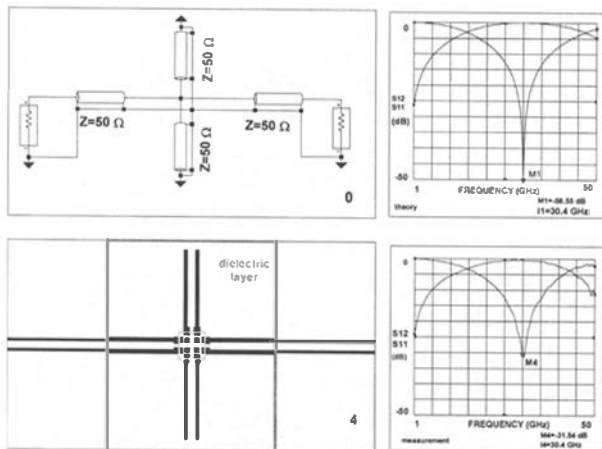 Z=50 Ω
Z=50 Ω
Z=50 Ω
Z=50 Ω
0
0
S12
S11
(dB)
-50
1
FREQUENCY (GHz)
50
M1
M1=-58.55 dB
f1=30.4 GHz
theory
dielectric
layer
4
0
S12
S11
(dB)
-50
1
FREQUENCY (GHz)
50
M4
M4=-31.54 dB
f4=30.4 GHz
measurement